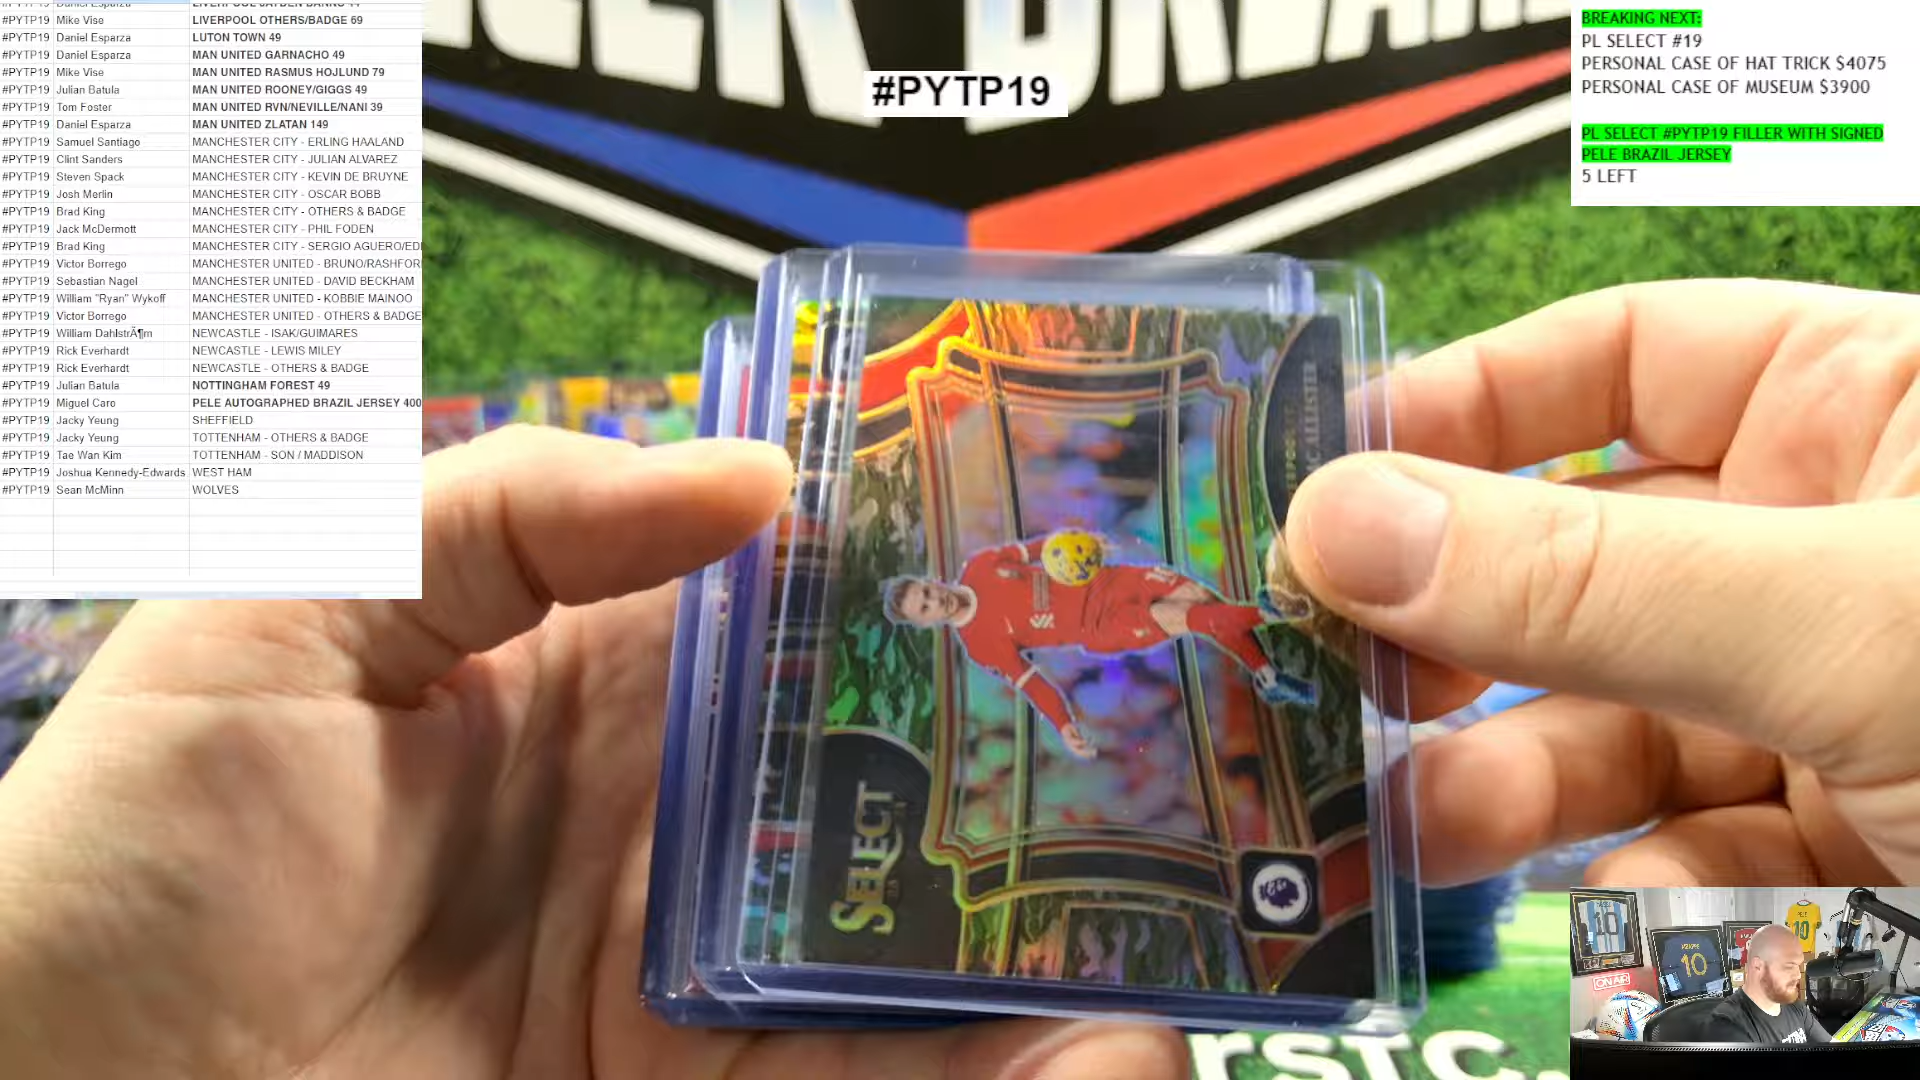 #PYTP19 Daniel Esparza LIVERPOOL JAYDEN DANNS 44
#PYTP19 Mike Vise LIVERPOOL OTHERS/BADGE 69
#PYTP19 Daniel Esparza LUTON TOWN 49
#PYTP19 Daniel Esparza MAN UNITED GARNACHO 49
#PYTP19 Mike Vise MAN UNITED RASMUS HOJLUND 79
#PYTP19 Julian Batula MAN UNITED ROONEY/GIGGS 49
#PYTP19 Tom Foster MAN UNITED RVN/NEVILLE/NANI 39
#PYTP19 Daniel Esparza MAN UNITED ZLATAN 149
#PYTP19 Samuel Santiago MANCHESTER CITY - ERLING HAALAND
#PYTP19 Clint Sanders MANCHESTER CITY - JULIAN ALVAREZ
#PYTP19 Steven Spack MANCHESTER CITY - KEVIN DE BRUYNE
#PYTP19 Josh Merlin MANCHESTER CITY - OSCAR BOBB
#PYTP19 Brad King MANCHESTER CITY - OTHERS & BADGE
#PYTP19 Jack McDermott MANCHESTER CITY - PHIL FODEN
#PYTP19 Brad King MANCHESTER CITY - SERGIO AGUERO/ED
#PYTP19 Victor Borrego MANCHESTER UNITED - BRUNO/RASHFOR
#PYTP19 Sebastian Nagel MANCHESTER UNITED - DAVID BECKHAM
#PYTP19 William "Ryan" Wykoff MANCHESTER UNITED - KOBBIE MAINOO
#PYTP19 Victor Borrego MANCHESTER UNITED - OTHERS & BADGE
#PYTP19 William DahlstrÃ¶m NEWCASTLE - ISAK/GUIMARES
#PYTP19 Rick Everhardt NEWCASTLE - LEWIS MILEY
#PYTP19 Rick Everhardt NEWCASTLE - OTHERS & BADGE
#PYTP19 Julian Batula NOTTINGHAM FOREST 49
#PYTP19 Miguel Caro PELE AUTOGRAPHED BRAZIL JERSEY 400
#PYTP19 Jacky Yeung SHEFFIELD
#PYTP19 Jacky Yeung TOTTENHAM - OTHERS & BADGE
#PYTP19 Tae Wan Kim TOTTENHAM - SON / MADDISON
#PYTP19 Joshua Kennedy-Edwards WEST HAM
#PYTP19 Sean McMinn WOLVES
#PYTP19
BREAKING NEXT:
PL SELECT #19
PERSONAL CASE OF HAT TRICK $4075
PERSONAL CASE OF MUSEUM $3900
PL SELECT #PYTP19 FILLER WITH SIGNED
PELE BRAZIL JERSEY
5 LEFT
SELECT
ON AIR
10
10
10
rstc.